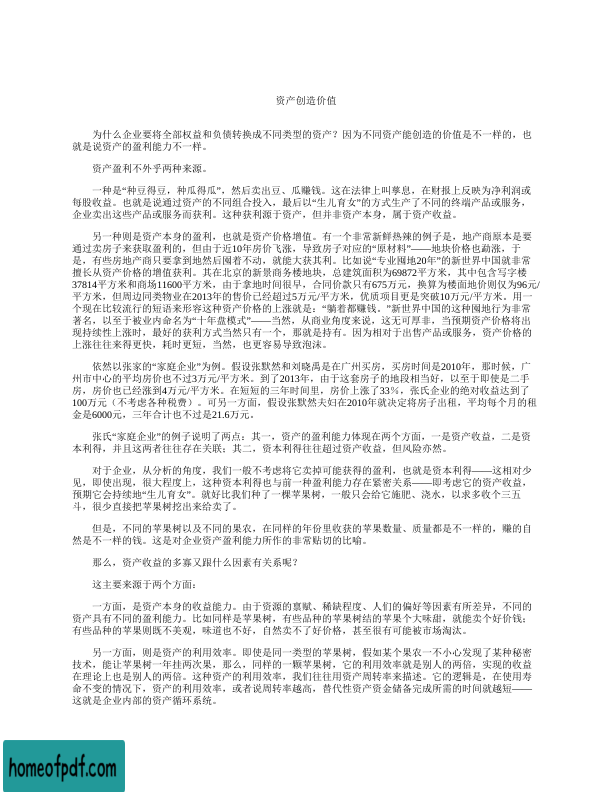 资产创造价值
为什么企业要将全部权益和负债转换成不同类型的资产？因为不同资产能创造的价值是不一样的，也
就是说资产的盈利能力不一样。
资产盈利不外乎两种来源。
一种是“种豆得豆，种瓜得瓜”，然后卖出豆、瓜赚钱。这在法律上叫孳息，在财报上反映为净利润或
每股收益。也就是说通过资产的不同组合投入，最后以“生儿育女”的方式生产了不同的终端产品或服务，
企业卖出这些产品或服务而获利。这种获利源于资产，但并非资产本身，属于资产收益。
另一种则是资产本身的盈利，也就是资产价格增值。有一个非常新鲜热辣的例子是，地产商原本是要
通过卖房子来获取盈利的，但由于近10年房价飞涨，导致房子对应的“原材料”——地块价格也勐涨，于
是，有些房地产商只要拿到地然后囤着不动，就能大获其利。比如说“专业囤地20年”的新世界中国就非常
擅长从资产价格的增值获利。其在北京的新景商务楼地块，总建筑面积为69872平方米，其中包含写字楼
37814平方米和商场11600平方米，由于拿地时间很早，合同价款只有675万元，换算为楼面地价则仅为96元/
平方米，但周边同类物业在2013年的售价已经超过5万元/平方米，优质项目更是突破10万元/平方米。用一
个现在比较流行的短语来形容这种资产价格的上涨就是：“躺着都赚钱。”新世界中国的这种囤地行为非常
著名，以至于被业内命名为“十年盘模式”——当然，从商业角度来说，这无可厚非，当预期资产价格将出
现持续性上涨时，最好的获利方式当然只有一个，那就是持有。因为相对于出售产品或服务，资产价格的
上涨往往来得更快，耗时更短，当然，也更容易导致泡沫。
依然以张家的“家庭企业”为例。假设张默然和刘晓禹是在广州买房，买房时间是2010年，那时候，广
州市中心的平均房价也不过3万元/平方米。到了2013年，由于这套房子的地段相当好，以至于即使是二手
房，房价也已经涨到4万元/平方米。在短短的三年时间里，房价上涨了33%，张氏企业的绝对收益达到了
100万元（不考虑各种税费）。可另一方面，假设张默然夫妇在2010年就决定将房子出租，平均每个月的租
金是6000元，三年合计也不过是21.6万元。
张氏“家庭企业”的例子说明了两点：其一，资产的盈利能力体现在两个方面，一是资产收益，二是资
本利得，并且这两者往往存在关联；其二，资本利得往往超过资产收益，但风险亦然。
对于企业，从分析的角度，我们一般不考虑将它卖掉可能获得的盈利，也就是资本利得——这相对少
见，即使出现，很大程度上，这种资本利得也与前一种盈利能力存在紧密关系——即考虑它的资产收益，
预期它会持续地“生儿育女”。就好比我们种了一棵苹果树，一般只会给它施肥、浇水，以求多收个三五
斗，很少直接把苹果树挖出来给卖了。
但是，不同的苹果树以及不同的果农，在同样的年份里收获的苹果数量、质量都是不一样的，赚的自
然是不一样的钱。这是对企业资产盈利能力所作的非常贴切的比喻。
那么，资产收益的多寡又跟什么因素有关系呢？
这主要来源于两个方面：
一方面，是资产本身的收益能力。由于资源的禀赋、稀缺程度、人们的偏好等因素有所差异，不同的
资产具有不同的盈利能力。比如同样是苹果树，有些品种的苹果树结的苹果个大味甜，就能卖个好价钱；
有些品种的苹果则既不美观，味道也不好，自然卖不了好价格，甚至很有可能被市场淘汰。
另一方面，则是资产的利用效率。即使是同一类型的苹果树，假如某个果农一不小心发现了某种秘密
技术，能让苹果树一年挂两次果，那么，同样的一颗苹果树，它的利用效率就是别人的两倍，实现的收益
在理论上也是别人的两倍。这种资产的利用效率，我们往往用资产周转率来描述。它的逻辑是，在使用寿
命不变的情况下，资产的利用效率，或者说周转率越高，替代性资产资金储备完成所需的时间就越短——
这就是企业内部的资产循环系统。
homeofpdf.com